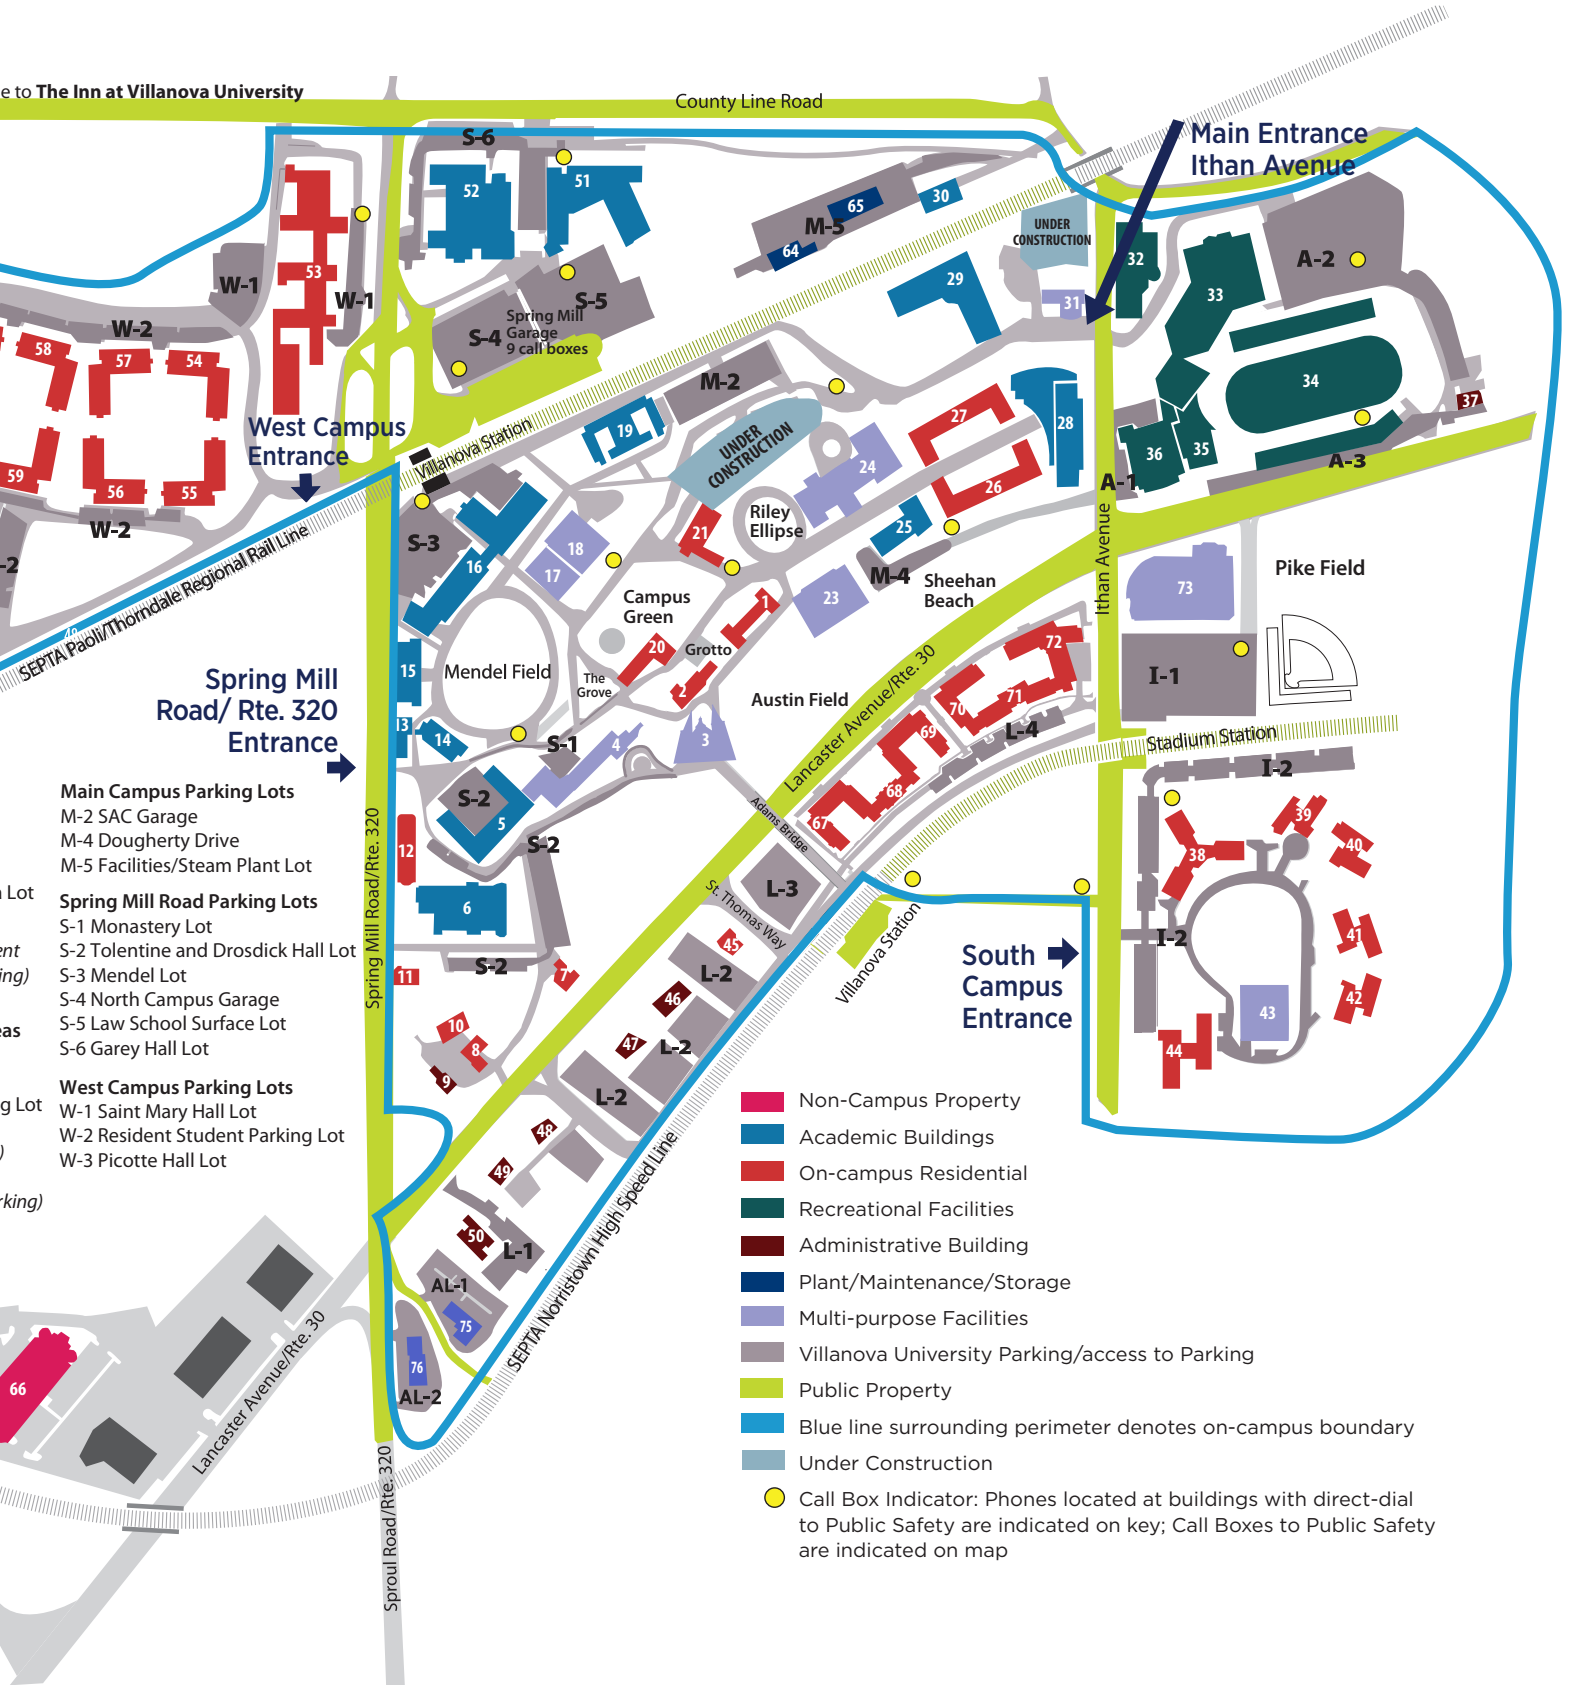 e to The Inn at Villanova University
County Line Road
Main Entrance
Ithan Avenue
S-6
52
51
65
M-5
64
30
UNDER
CONSTRUCTION
32
33
A-2
W-1
53
W-1
S-5
Spring Mill
Garage
9 call boxes
S-4
29
31
W-2
58
57
54
M-2
34
37
West Campus
Entrance
Villanova Station
19
UNDER
CONSTRUCTION
27
28
24
26
36
35
A-3
A-1
59
56
55
W-2
-2
S-3
18
17
16
21
Riley
Ellipse
25
M-4
Sheehan
Beach
Ithan Avenue
73
Pike Field
SEPTA Paoli/Thorndale Regional Rail Line
Campus
Green
1
23
20
Grotto
2
The
Grove
Mendel Field
15
13
14
Austin Field
72
71
70
69
68
67
L-4
I-1
Stadium Station
I-2
Spring Mill
Road/ Rte. 320
Entrance
S-1
4
3
S-2
5
S-2
12
6
S-2
11
7
10
8
9
Lancaster Avenue/Rte. 30
Adams Bridge
St. Thomas Way
L-3
45
L-2
46
47
L-2
L-2
48
49
50
L-1
AL-1
75
76
AL-2
Villanova Station
South
Campus
Entrance
39
40
38
41
I-2
42
43
44
Spring Mill Road/Rte. 320
SEPTA Norristown High Speed Line
Main Campus Parking Lots
M-2 SAC Garage
M-4 Dougherty Drive
M-5 Facilities/Steam Plant Lot
Lot
Spring Mill Road Parking Lots
S-1 Monastery Lot
S-2 Tolentine and Drosdick Hall Lot
S-3 Mendel Lot
S-4 North Campus Garage
S-5 Law School Surface Lot
S-6 Garey Hall Lot
West Campus Parking Lots
g Lot
W-1 Saint Mary Hall Lot
W-2 Resident Student Parking Lot
W-3 Picotte Hall Lot
rking)
66
Lancaster Avenue/Rte. 30
Sproul Road/Rte. 320
Non-Campus Property
Academic Buildings
On-campus Residential
Recreational Facilities
Administrative Building
Plant/Maintenance/Storage
Multi-purpose Facilities
Villanova University Parking/access to Parking
Public Property
Blue line surrounding perimeter denotes on-campus boundary
Under Construction
Call Box Indicator: Phones located at buildings with direct-dial
to Public Safety are indicated on key; Call Boxes to Public Safety
are indicated on map